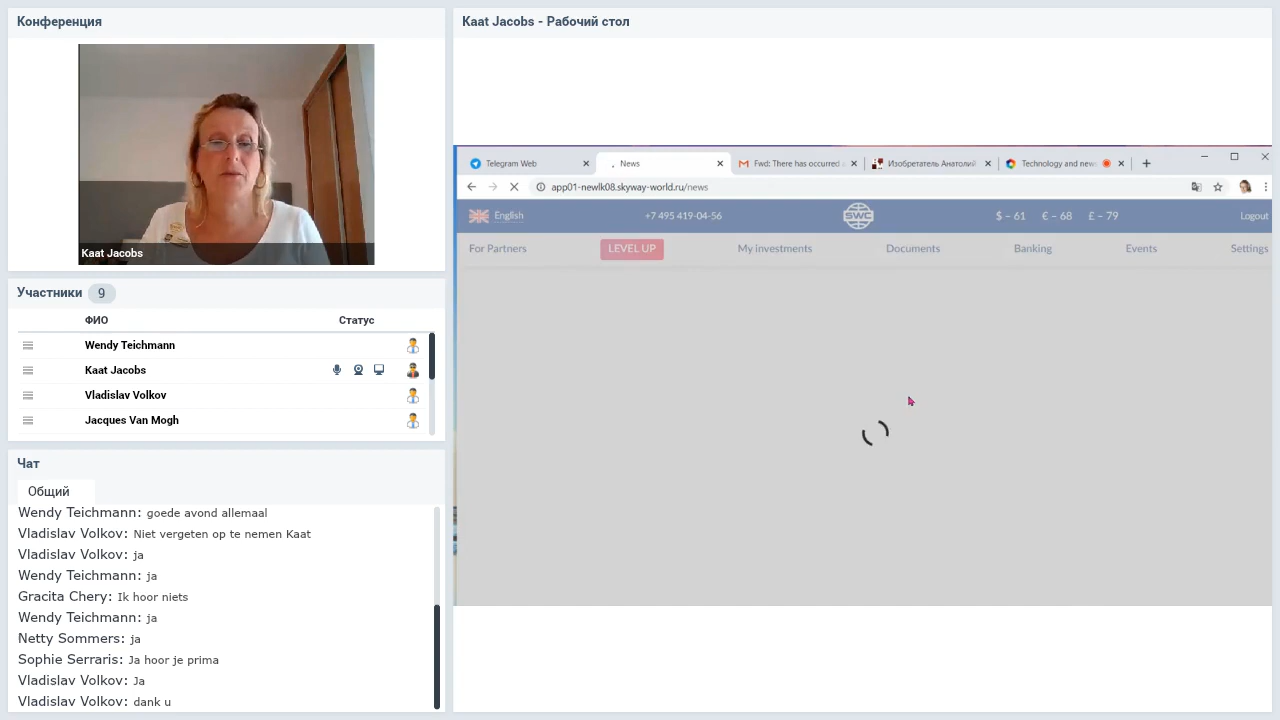 Конференция
Kaat Jacobs
Участники 9
ФИО Статус
Wendy Teichmann
Kaat Jacobs
Vladislav Volkov
Jacques Van Mogh
Чат
Общий
Wendy Teichmann: goede avond allemaal
Vladislav Volkov: Niet vergeten op te nemen Kaat
Vladislav Volkov: ja
Wendy Teichmann: ja
Gracita Chery: Ik hoor niets
Wendy Teichmann: ja
Netty Sommers: ja
Sophie Serraris: Ja hoor je prima
Vladislav Volkov: Ja
Vladislav Volkov: dank u
Kaat Jacobs - Рабочий стол
Telegram Web News Fwd: There has occurred Изобретатель Анатолий Technology and news
app01-newlk08.skyway-world.ru/news
English +7 495 419-04-56 SWC $ – 61 € – 68 £ – 79 Logout
For Partners LEVEL UP My investments Documents Banking Events Settings